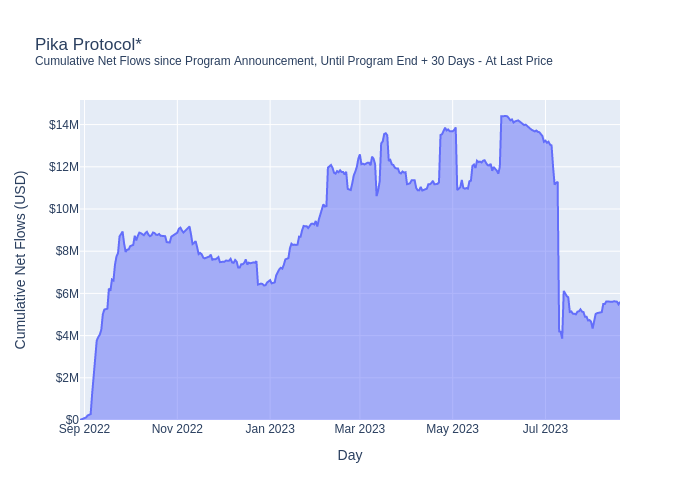 Pika Protocol*
Cumulative Net Flows since Program Announcement, Until Program End + 30 Days - At Last Price
Cumulative Net Flows (USD)
$14M
$12M
$10M
$8M
$6M
$4M
$2M
$0
Sep 2022 Nov 2022 Jan 2023 Mar 2023 May 2023 Jul 2023
Day